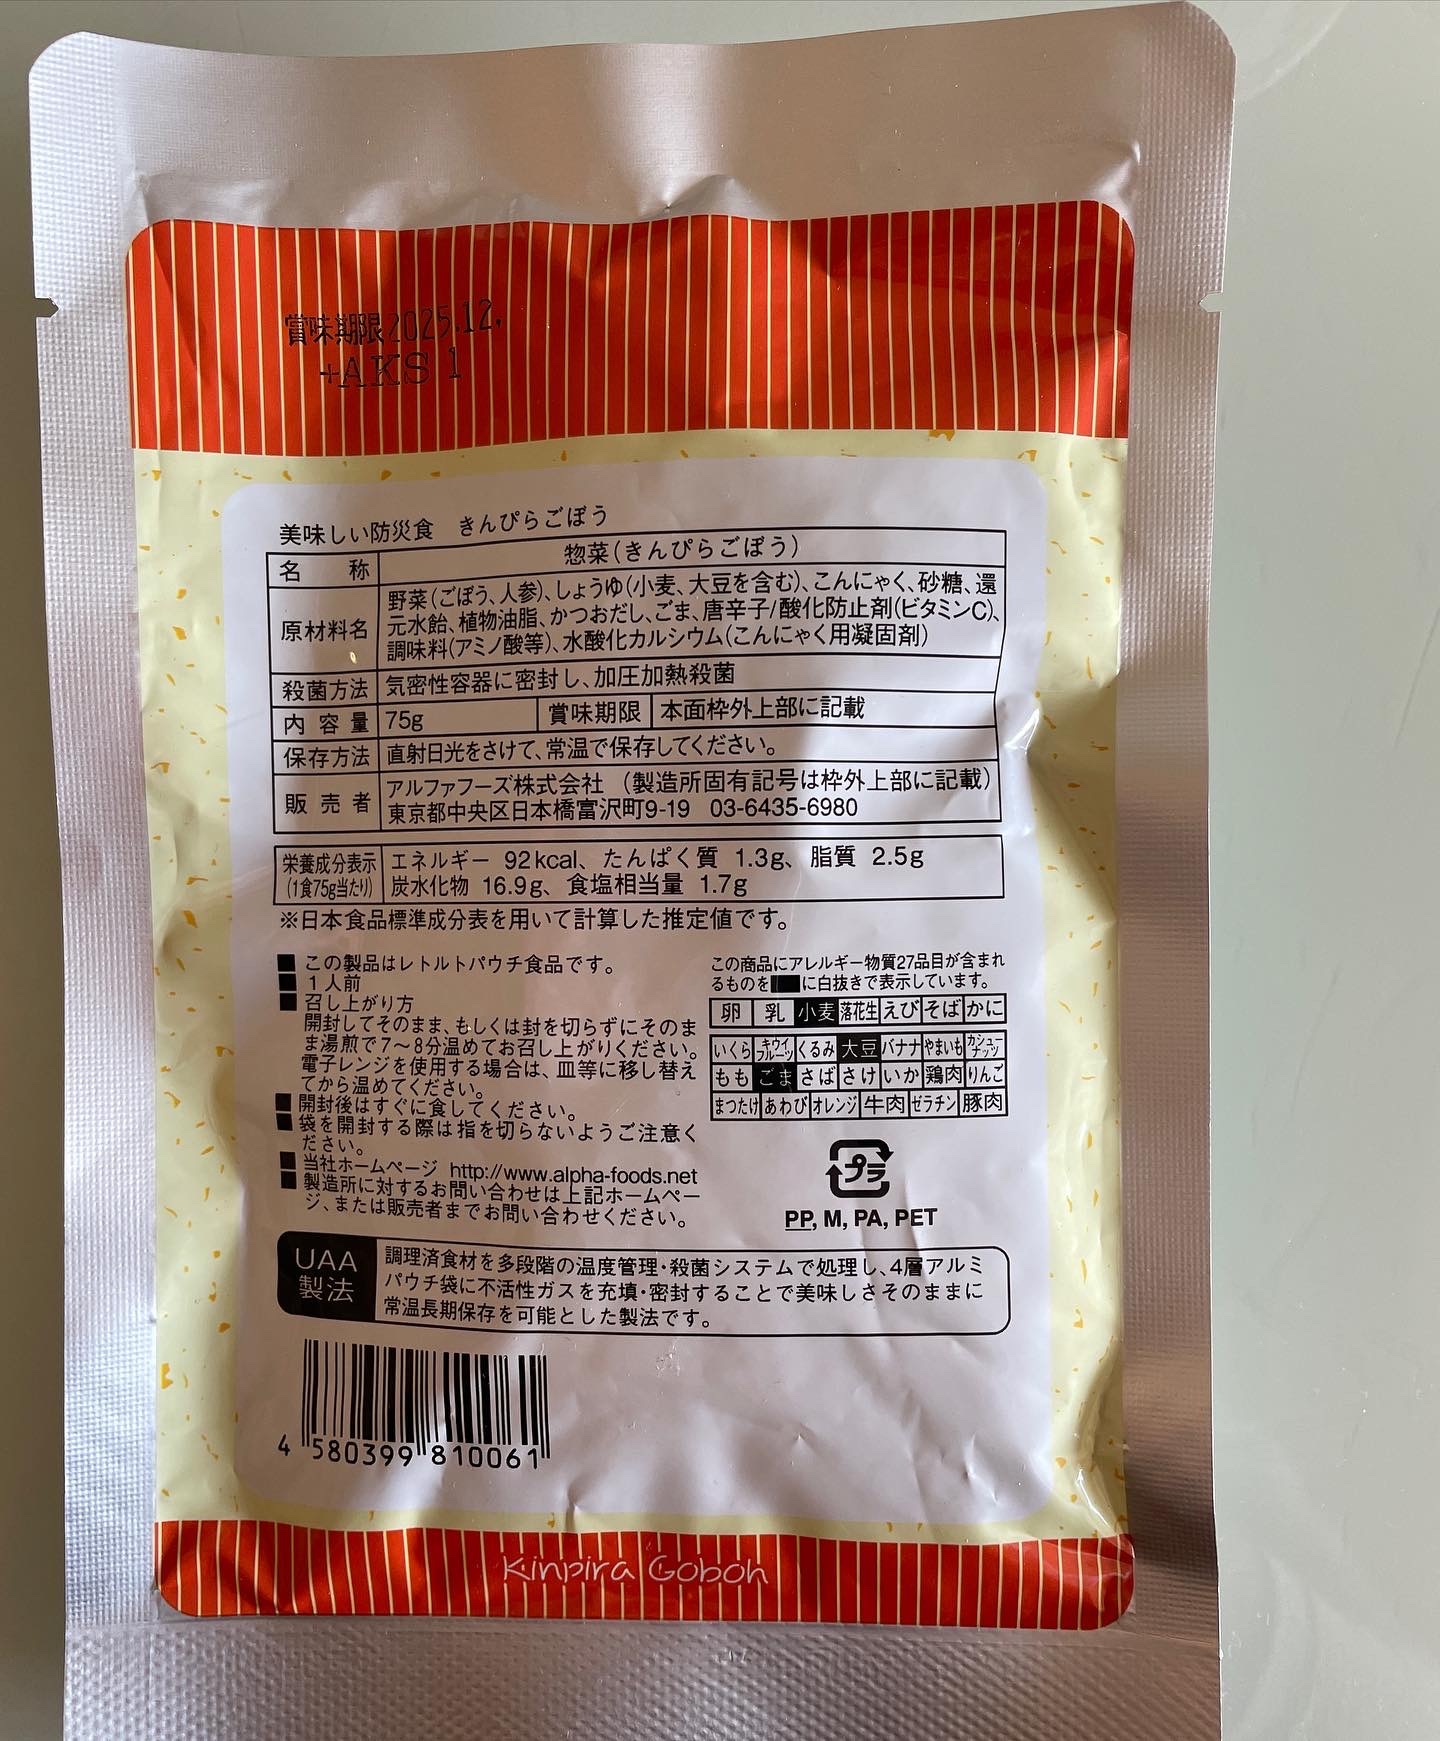 賞味期限2025.12.
+AKS 1
美味しい防災食 きんぴらごぼう
名 称 惣菜(きんぴらごぼう)
原材料名 野菜(ごぼう、人参)、しょうゆ(小麦、大豆を含む)、こんにゃく、砂糖、還
元水飴、植物油脂、かつおだし、ごま、唐辛子/酸化防止剤(ビタミンC)、
調味料(アミノ酸等)、水酸化カルシウム(こんにゃく用凝固剤)
殺菌方法 気密性容器に密封し、加圧加熱殺菌
内容量 75g 賞味期限 本面枠外上部に記載
保存方法 直射日光をさけて、常温で保存してください。
販売者 アルファフーズ株式会社 (製造所固有記号は枠外上部に記載)
東京都中央区日本橋富沢町9-19 03-6435-6980
栄養成分表示 エネルギー 92kcal、たんぱく質 1.3g、脂質 2.5g
(1食75g当たり) 炭水化物 16.9g、食塩相当量 1.7g
※日本食品標準成分表を用いて計算した推定値です。
■この製品はレトルトパウチ食品です。
■1人前
■召し上がり方
開封してそのまま、もしくは封を切らずにそのま
ま湯煎で7〜8分温めてお召し上がりください。
電子レンジを使用する場合は、皿等に移し替え
てから温めてください。
■開封後はすぐに食してください。
■袋を開封する際は指を切らないようご注意く
ださい。
■当社ホームページ http://www.alpha-foods.net
■製造所に対するお問い合わせは上記ホームペー
ジ、または販売者までお問い合わせください。
この商品にアレルギー物質27品目が含まれ
るものを■に白抜きで表示しています。
卵 乳 小麦 落花生 えび そば かに
いくら キウイフルーツ くるみ 大豆 バナナ やまいも カシューナッツ
もも ごま さば さけ いか 鶏肉 りんご
まつたけ あわび オレンジ 牛肉 ゼラチン 豚肉
プラ
PP, M, PA, PET
UAA
製法
調理済食材を多段階の温度管理・殺菌システムで処理し、4層アルミ
パウチ袋に不活性ガスを充填・密封することで美味しさそのままに
常温長期保存を可能とした製法です。
4 580399 810061
Kinpira Goboh